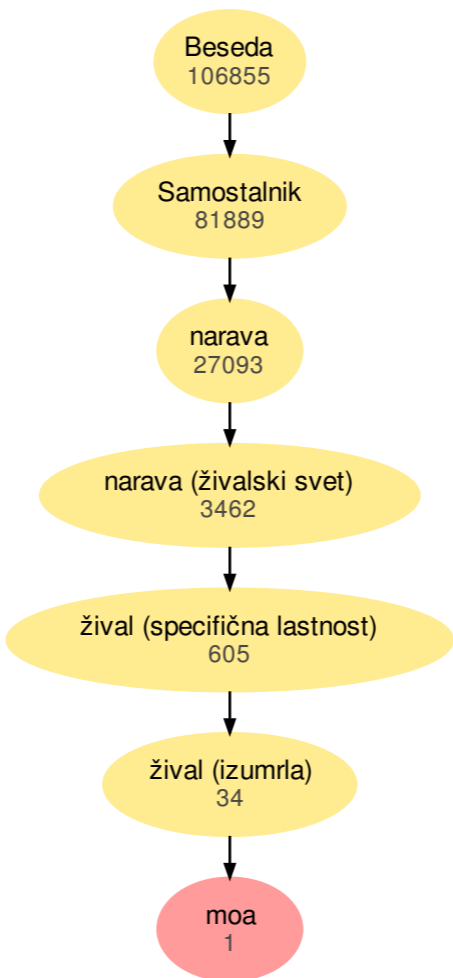 Beseda
106855
Samostalnik
81889
narava
27093
narava (živalski svet)
3462
žival (specifična lastnost)
605
žival (izumrla)
34
moa
1